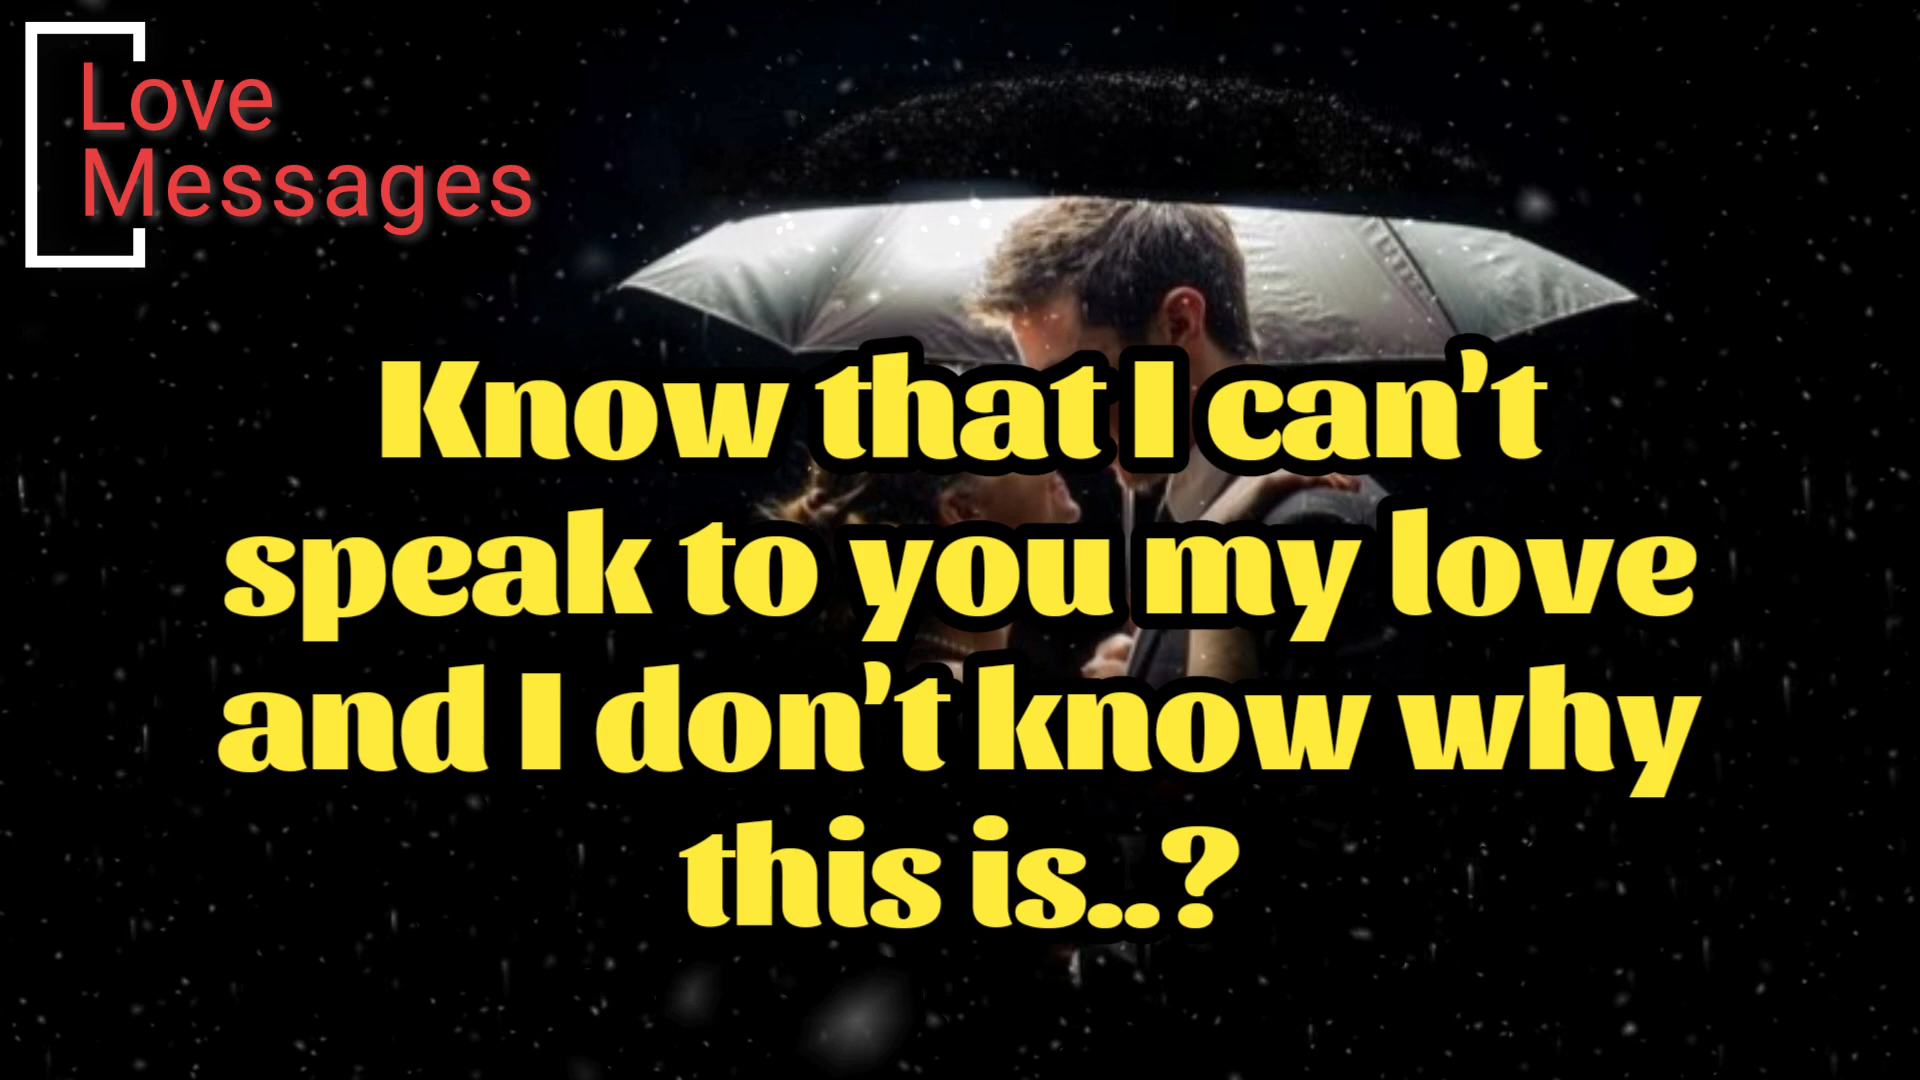 Love
Messages
Know that I can't
speak to you my love
and I don't know why
this is..?